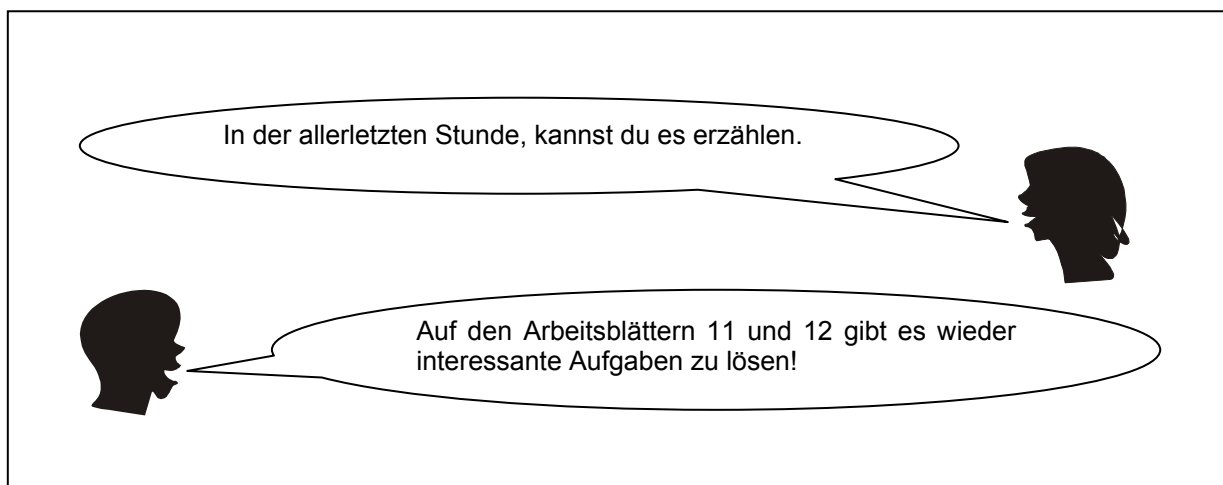 In der allerletzten Stunde, kannst du es erzählen.
Auf den Arbeitsblättern 11 und 12 gibt es wieder
interessante Aufgaben zu lösen!